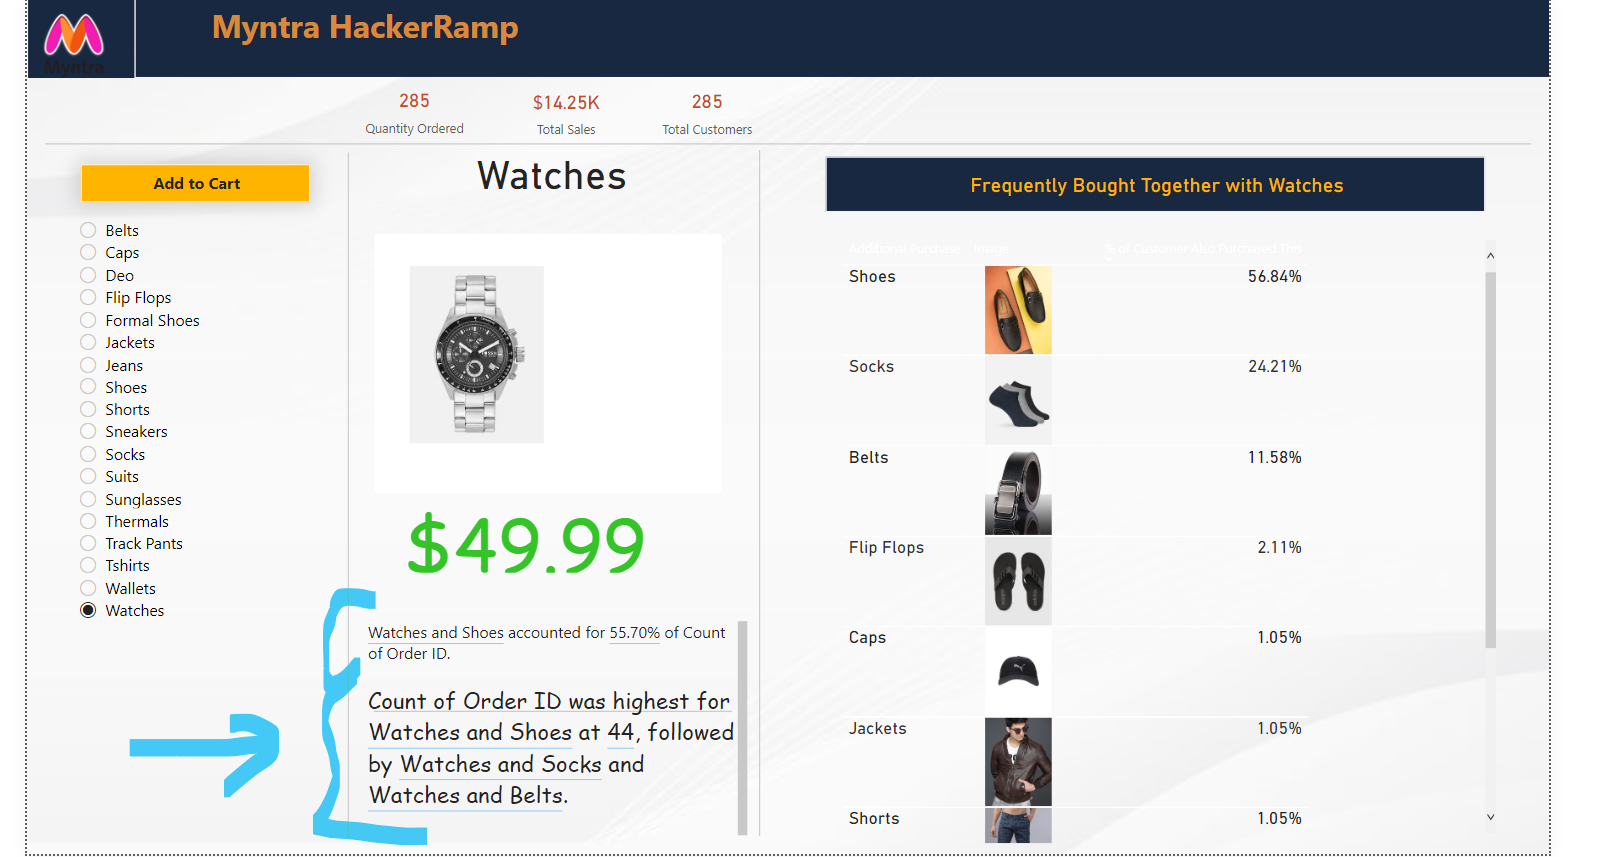 Myntra
Myntra HackerRamp
285
Quantity Ordered
$14.25K
Total Sales
285
Total Customers
Add to Cart
Belts
Caps
Deo
Flip Flops
Formal Shoes
Jackets
Jeans
Shoes
Shorts
Sneakers
Socks
Suits
Sunglasses
Thermals
Track Pants
Tshirts
Wallets
Watches
Watches
$49.99
Watches and Shoes accounted for 55.70% of Count
of Order ID.
Count of Order ID was highest for
Watches and Shoes at 44, followed
by Watches and Socks and
Watches and Belts.
Frequently Bought Together with Watches
Additional Purchase Image % of Customer Also Purchased This
Shoes 56.84%
Socks 24.21%
Belts 11.58%
Flip Flops 2.11%
Caps 1.05%
Jackets 1.05%
Shorts 1.05%